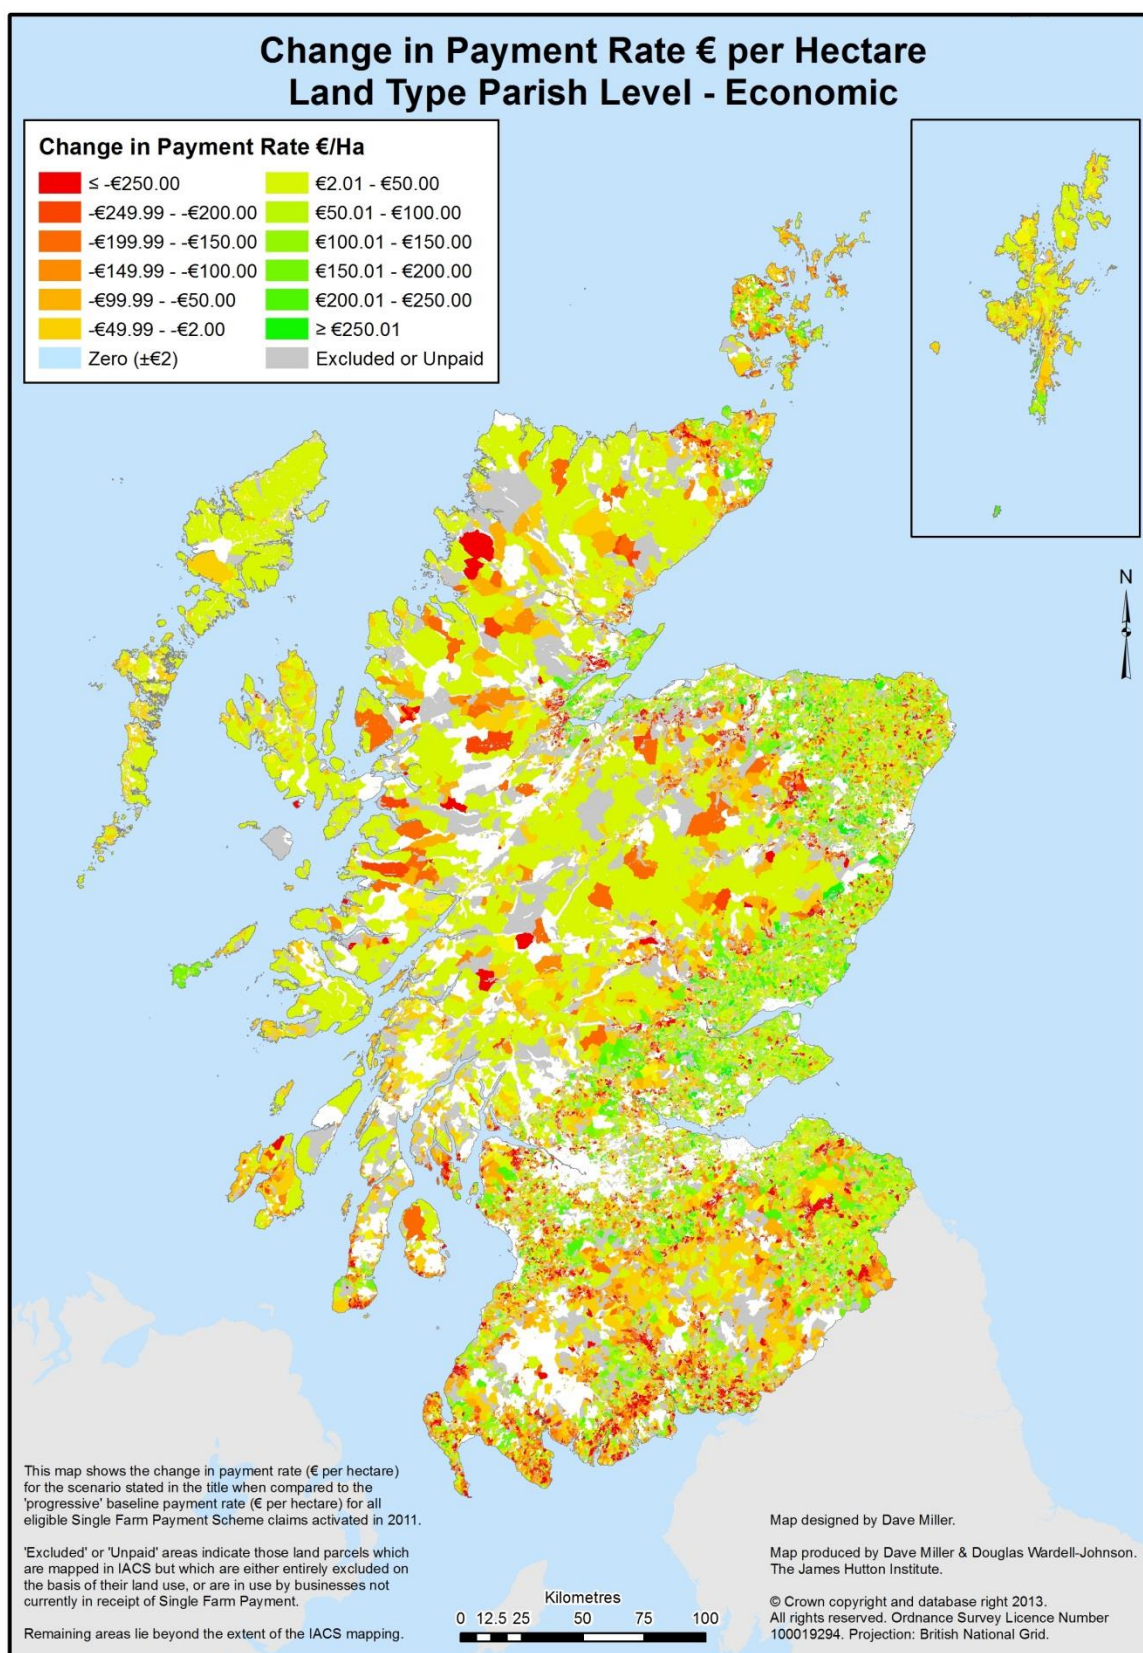 Change in Payment Rate € per Hectare
Land Type Parish Level - Economic
Change in Payment Rate €/Ha
≤ -€250.00
-€249.99 - -€200.00
-€199.99 - -€150.00
-€149.99 - -€100.00
-€99.99 - -€50.00
-€49.99 - -€2.00
Zero (±€2)
€2.01 - €50.00
€50.01 - €100.00
€100.01 - €150.00
€150.01 - €200.00
€200.01 - €250.00
≥ €250.01
Excluded or Unpaid
N
This map shows the change in payment rate (€ per hectare)
for the scenario stated in the title when compared to the
'progressive' baseline payment rate (€ per hectare) for all
eligible Single Farm Payment Scheme claims activated in 2011.
'Excluded' or 'Unpaid' areas indicate those land parcels which
are mapped in IACS but which are either entirely excluded on
the basis of their land use, or are in use by businesses not
currently in receipt of Single Farm Payment.
Remaining areas lie beyond the extent of the IACS mapping.
Kilometres
0 12.5 25 50 75 100
Map designed by Dave Miller.
Map produced by Dave Miller & Douglas Wardell-Johnson.
The James Hutton Institute.
© Crown copyright and database right 2013.
All rights reserved. Ordnance Survey Licence Number
100019294. Projection: British National Grid.